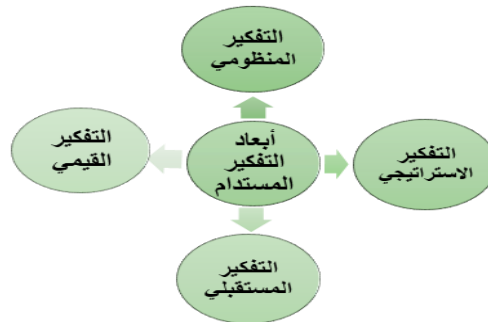 التفكير
المنظومي
التفكير
القيمي
أبعاد
التفكير
المستدام
التفكير
الاستراتيجي
التفكير
المستقبلي